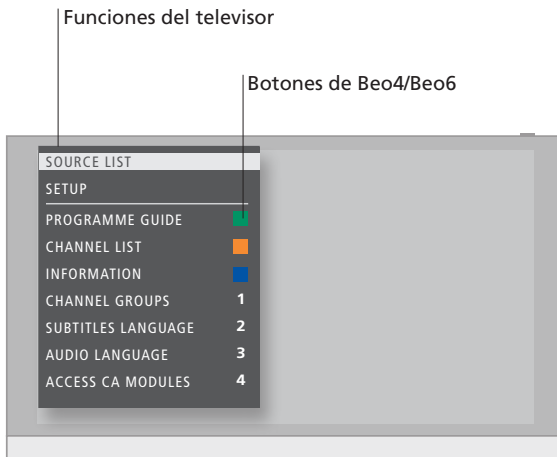 Funciones del televisor
Botones de Beo4/Beo6
SOURCE LIST
SETUP
PROGRAMME GUIDE
CHANNEL LIST
INFORMATION
CHANNEL GROUPS 1
SUBTITLES LANGUAGE 2
AUDIO LANGUAGE 3
ACCESS CA MODULES 4